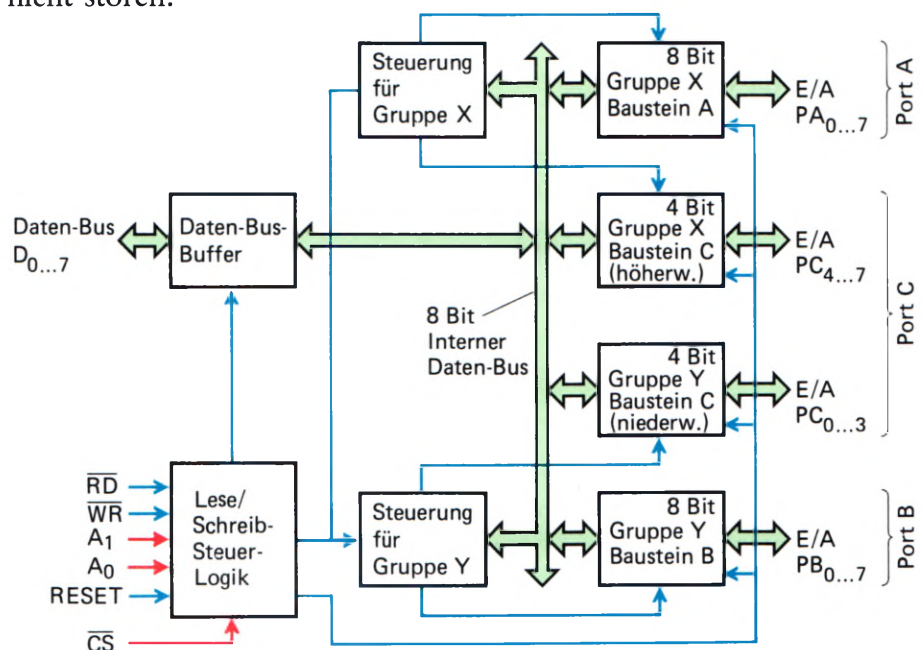 nicht stören.
Steuerung
für
Gruppe X
8 Bit
Gruppe X
Baustein A
E/A
PA0...7
Port A
Daten-Bus
D0...7
Daten-Bus-
Buffer
4 Bit
Gruppe X
Baustein C
(höherw.)
E/A
PC4...7
Port C
8 Bit
Interner
Daten-Bus
4 Bit
Gruppe Y
Baustein C
(niederw.)
E/A
PC0...3
RD
WR
A1
A0
RESET
CS
Lese/
Schreib-
Steuer-
Logik
Steuerung
für
Gruppe Y
8 Bit
Gruppe Y
Baustein B
E/A
PB0...7
Port B